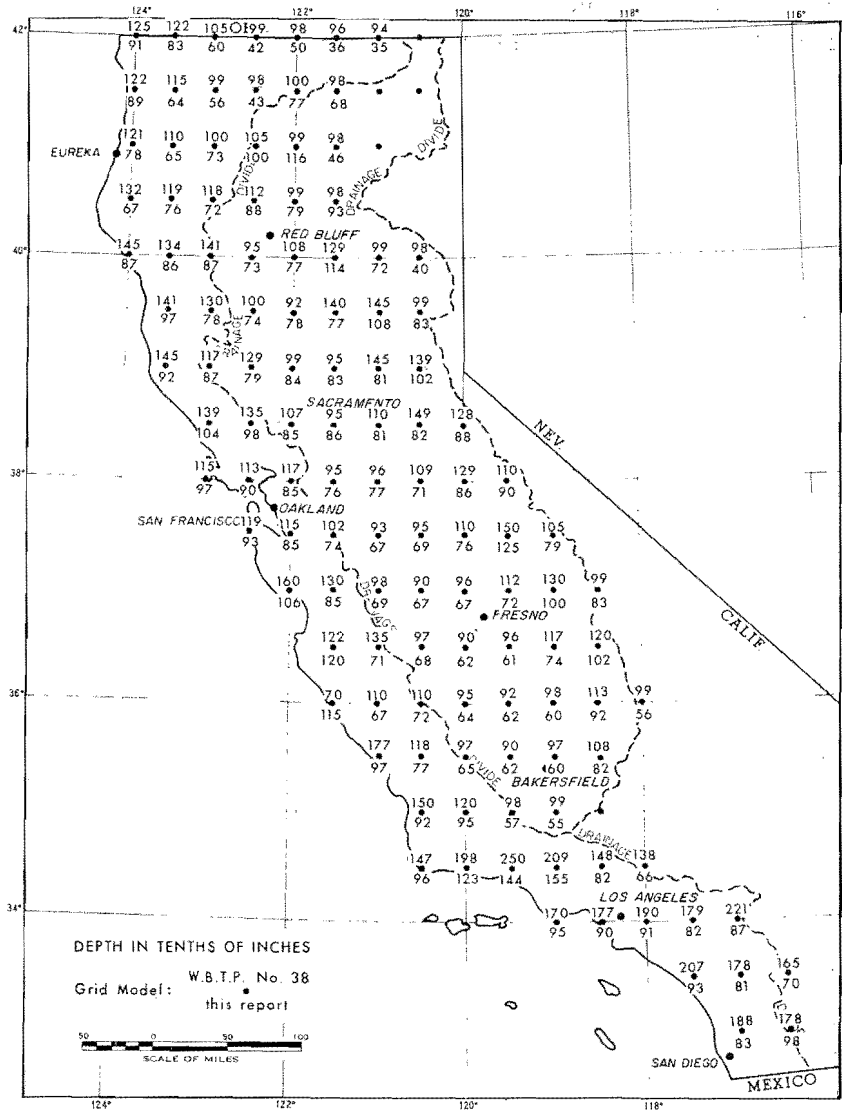 124° 122° 120° 118° 116°
42°
125 122 105 199 98 96 94
91 83 60 42 50 36 35
122 115 99 98 100 98
89 64 56 43 77 68
121 110 100 105 99 98
EUREKA
78 65 73 100 116 46
DIVIDE
DRAINAGE
DIVIDE
132 119 118 112 99 98
67 76 72 88 79 93
RED BLUFF
145 134 141 95 108 129 99 98
40°
87 86 87 73 77 114 72 40
141 130 100 92 140 145 99
97 78 74 78 77 108 83
145 117 129 99 95 145 139
92 87 79 84 83 81 102
SACRAMENTO
139 135 107 95 110 149 128
104 98 85 86 81 82 88
NEV.
38°
115 113 117 95 96 109 129 110
97 90 85 76 77 71 86 90
OAKLAND
SAN FRANCISCO
119 115 102 93 95 110 150 105
93 85 74 67 69 76 125 79
160 130 98 90 96 112 130 99
106 85 69 67 67 72 100 83
FRESNO
CALIF.
122 135 97 90 96 117 120
120 71 68 62 61 74 102
36°
70 110 110 95 92 98 113 99
115 67 72 64 62 60 92 56
177 118 97 90 97 108
97 77 65 62 60 82
DIVIDE
BAKERSFIELD
150 120 98 99
92 95 57 55
DRAINAGE
147 198 250 209 148 138
96 123 144 155 82 66
LOS ANGELES
34°
170 177 190 179 221
95 90 91 82 87
DEPTH IN TENTHS OF INCHES
W.B.T.P. No. 38
Grid Model:
this report
207 178 165
93 81 70
50 0 50 100
SCALE OF MILES
188 178
83 98
SAN DIEGO
MEXICO
124° 122° 120° 118°